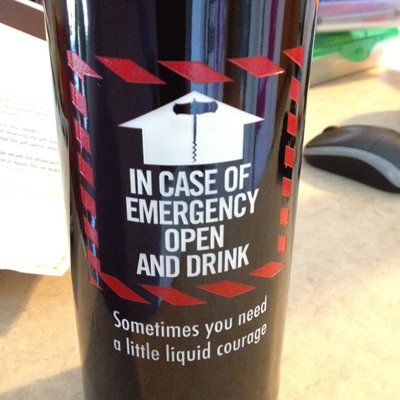 IN CASE OF
EMERGENCY
OPEN
AND DRINK
Sometimes you need
a little liquid courage